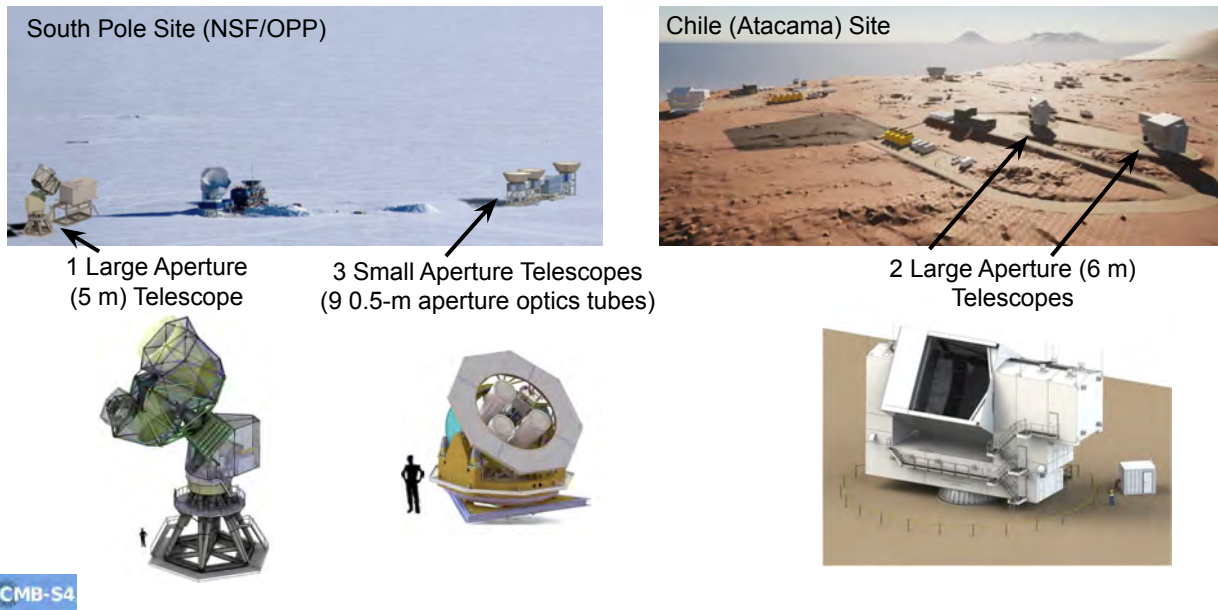 South Pole Site (NSF/OPP)
Chile (Atacama) Site
1 Large Aperture
(5 m) Telescope
3 Small Aperture Telescopes
(9 0.5-m aperture optics tubes)
2 Large Aperture (6 m)
Telescopes
CMB-S4